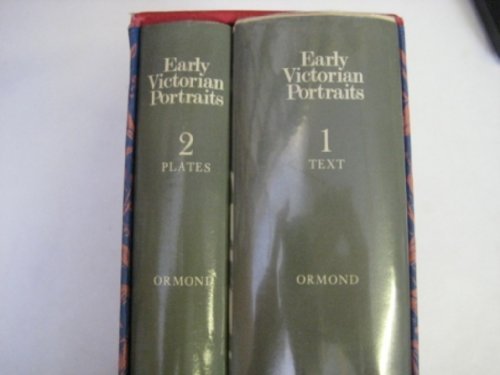 Early
Victorian
Portraits
2
PLATES
ORMOND
Early
Victorian
Portraits
1
TEXT
ORMOND